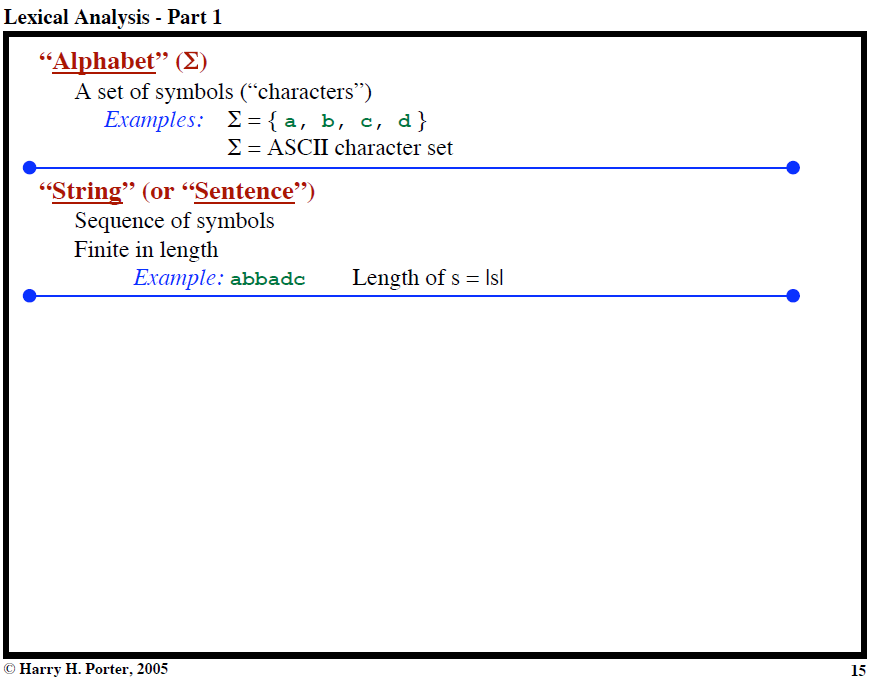 Lexical Analysis - Part 1
“Alphabet” (Σ)
A set of symbols (“characters”)
Examples: Σ = { a, b, c, d }
Σ = ASCII character set
“String” (or “Sentence”)
Sequence of symbols
Finite in length
Example: abbadc Length of s = |s|
© Harry H. Porter, 2005
15